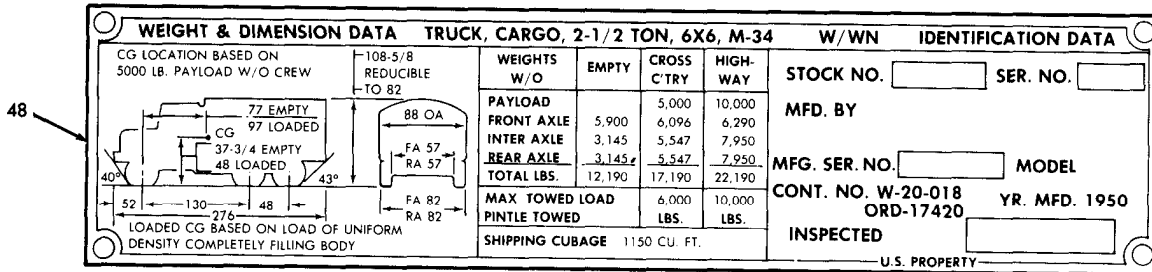 48
WEIGHT & DIMENSION DATA TRUCK, CARGO, 2-1/2 TON, 6X6, M-34 W/WN IDENTIFICATION DATA
CG LOCATION BASED ON
5000 LB. PAYLOAD W/O CREW
108-5/8
REDUCIBLE
TO 82
77 EMPTY
97 LOADED
CG
37-3/4 EMPTY
48 LOADED
40°
43°
52
130
48
276
LOADED CG BASED ON LOAD OF UNIFORM
DENSITY COMPLETELY FILLING BODY
88 OA
FA 57
RA 57
FA 82
RA 82
WEIGHTS W/O EMPTY CROSS C'TRY HIGH-WAY
PAYLOAD 5,000 10,000
FRONT AXLE 5,900 6,096 6,290
INTER AXLE 3,145 5,547 7,950
REAR AXLE 3,145 5,547 7,950
TOTAL LBS. 12,190 17,190 22,190
MAX TOWED LOAD 6,000 10,000
PINTLE TOWED LBS. LBS.
SHIPPING CUBAGE 1150 CU. FT.
STOCK NO. SER. NO.
MFD. BY
MFG. SER. NO. MODEL
CONT. NO. W-20-018 YR. MFD. 1950
ORD-17420
INSPECTED
U.S. PROPERTY